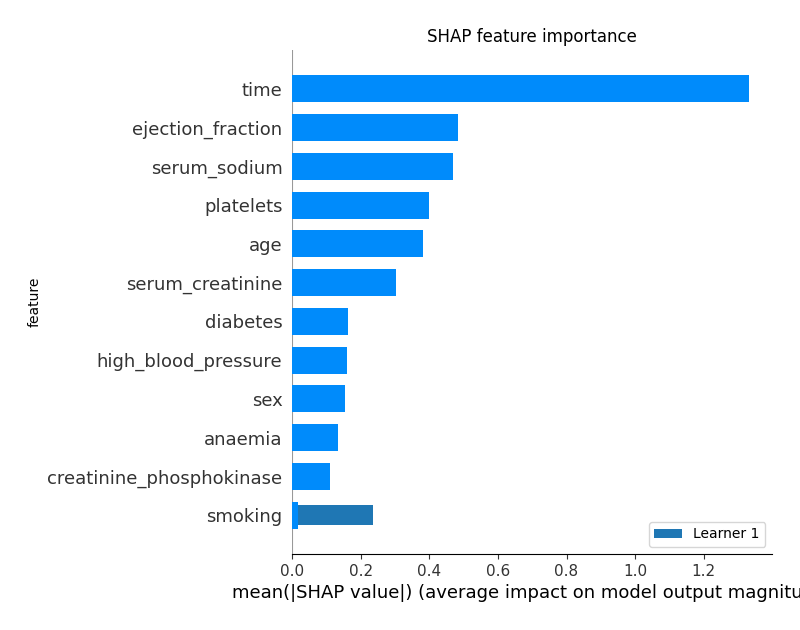 SHAP feature importance
time
ejection_fraction
serum_sodium
platelets
age
serum_creatinine
diabetes
high_blood_pressure
sex
anaemia
creatinine_phosphokinase
smoking
feature
Learner 1
0.0 0.2 0.4 0.6 0.8 1.0 1.2
mean(|SHAP value|) (average impact on model output magnitu